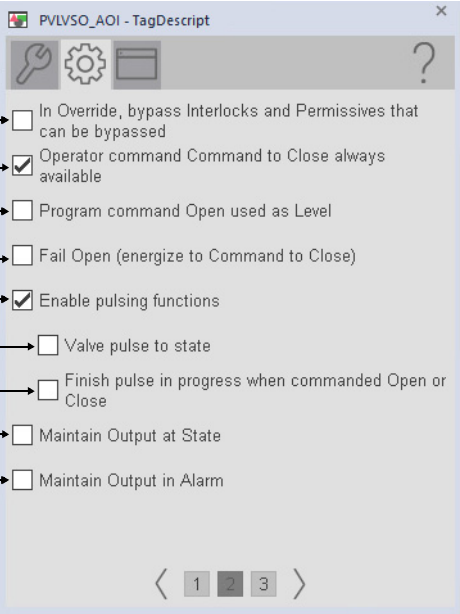 PVLVSO_AOI - TagDescript
×
?
In Override, bypass Interlocks and Permissives that
can be bypassed
Operator command Command to Close always
available
Program command Open used as Level
Fail Open (energize to Command to Close)
Enable pulsing functions
Valve pulse to state
Finish pulse in progress when commanded Open or
Close
Maintain Output at State
Maintain Output in Alarm
1 2 3